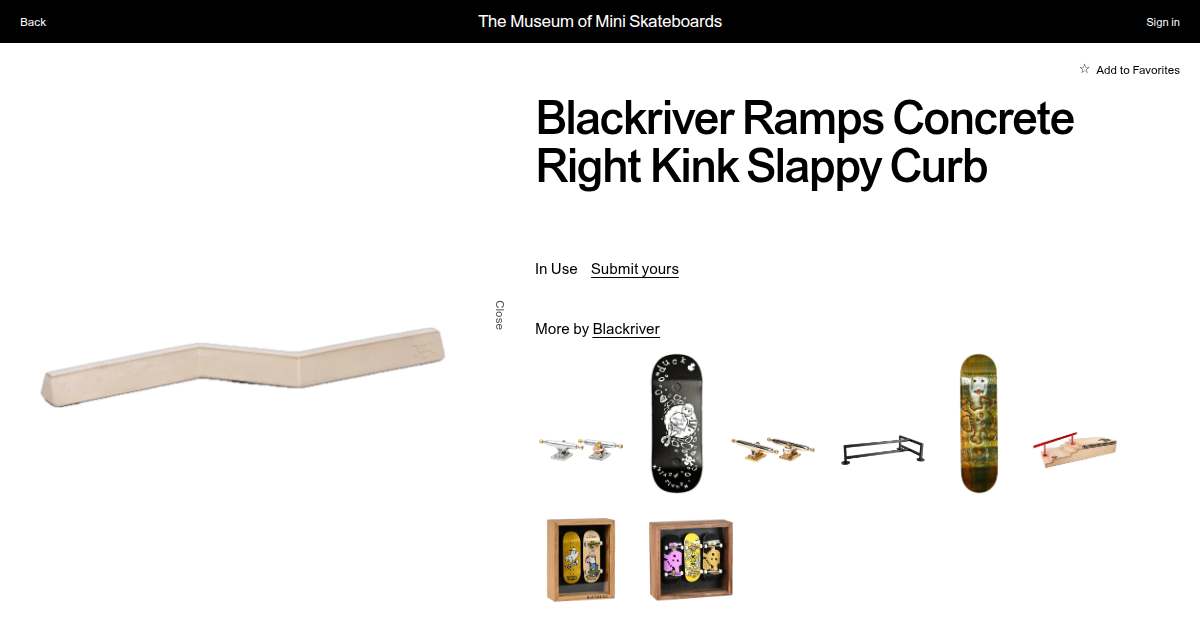 Back
The Museum of Mini Skateboards
Sign in
☆ Add to Favorites
Blackriver Ramps Concrete
Right Kink Slappy Curb
In Use Submit yours
Close
More by Blackriver